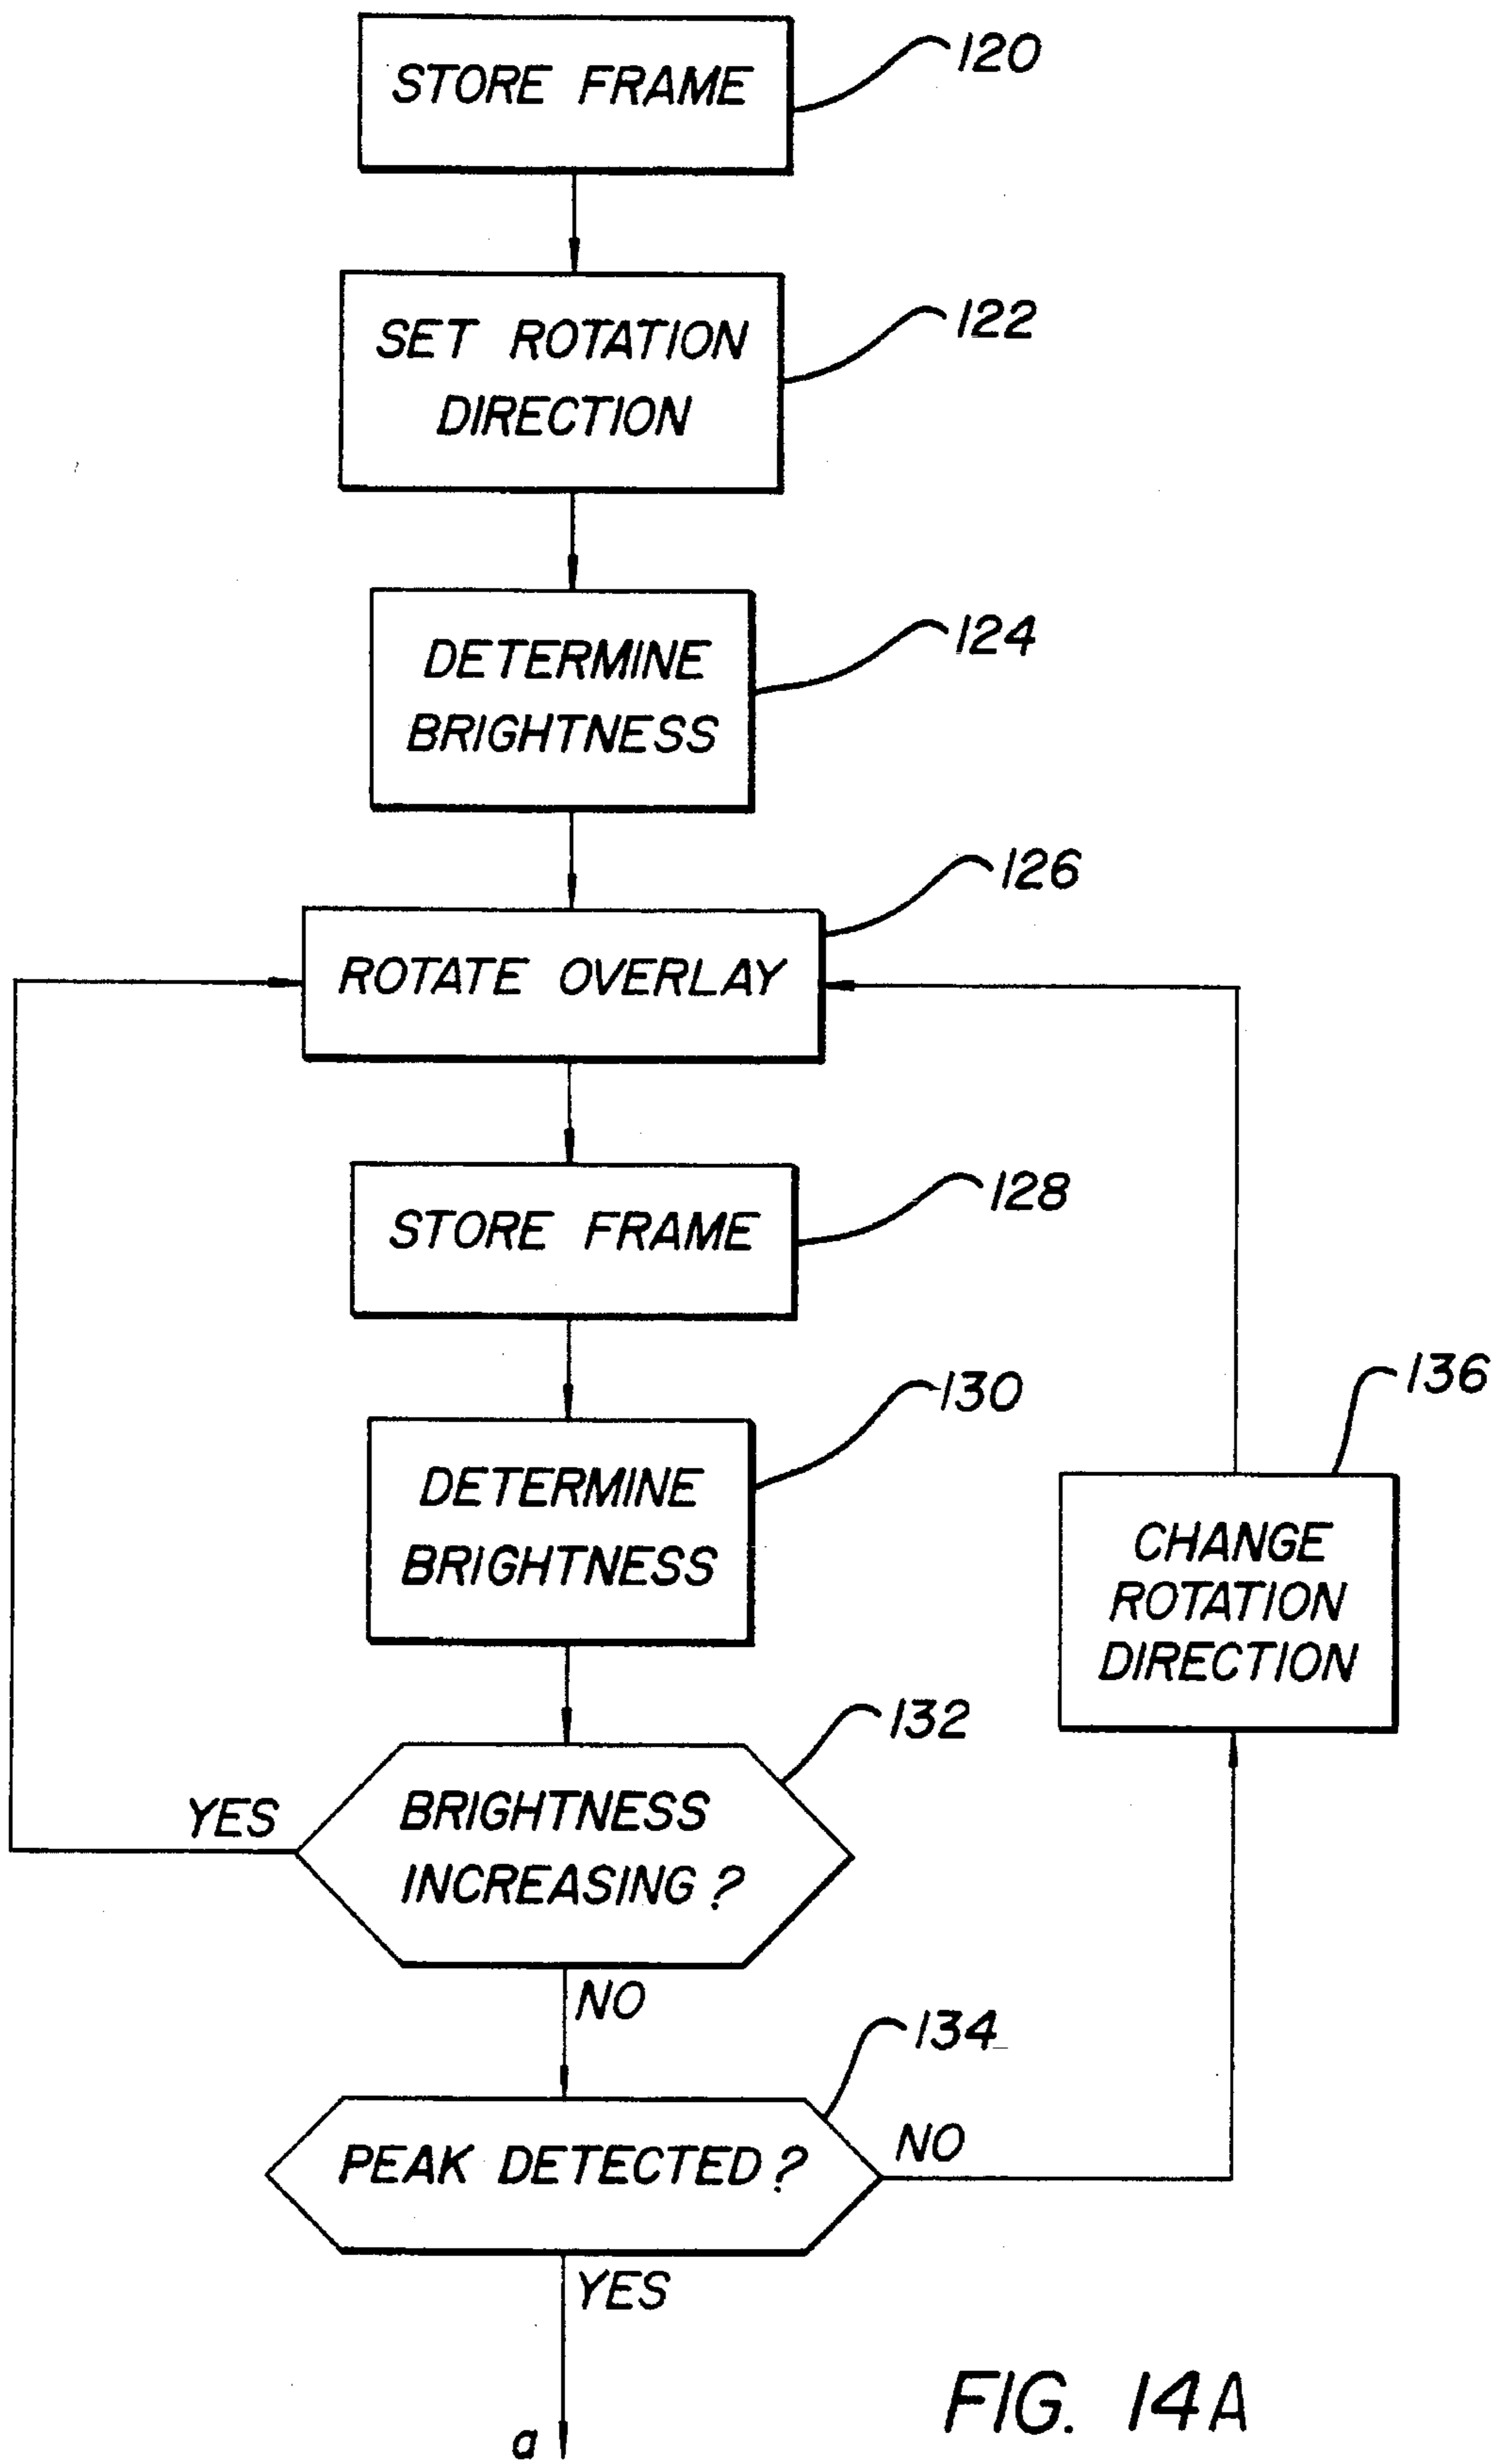 STORE FRAME
120
SET ROTATION
DIRECTION
122
DETERMINE
BRIGHTNESS
124
126
ROTATE OVERLAY
STORE FRAME
128
DETERMINE
BRIGHTNESS
130
136
CHANGE
ROTATION
DIRECTION
132
BRIGHTNESS
INCREASING?
YES
NO
134
PEAK DETECTED?
NO
YES
a
FIG. 14A